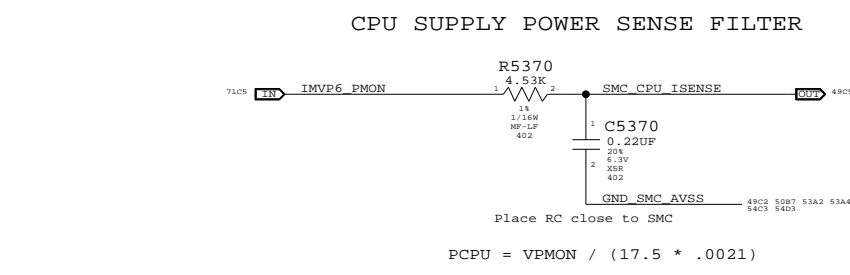 CPU SUPPLY POWER SENSE FILTER
R5370
4.53K
71C5 IN IMVP6_PMON 1 2 SMC_CPU_ISENSE OUT 49C5
1%
1/16W
MF-LF
402
1 C5370
0.22UF
20%
2 6.3V
X5R
402
GND_SMC_AVSS 49C2 50B7 53A2 53A4
54C3 54D3
Place RC close to SMC
PCPU = VPMON / (17.5 * .0021)